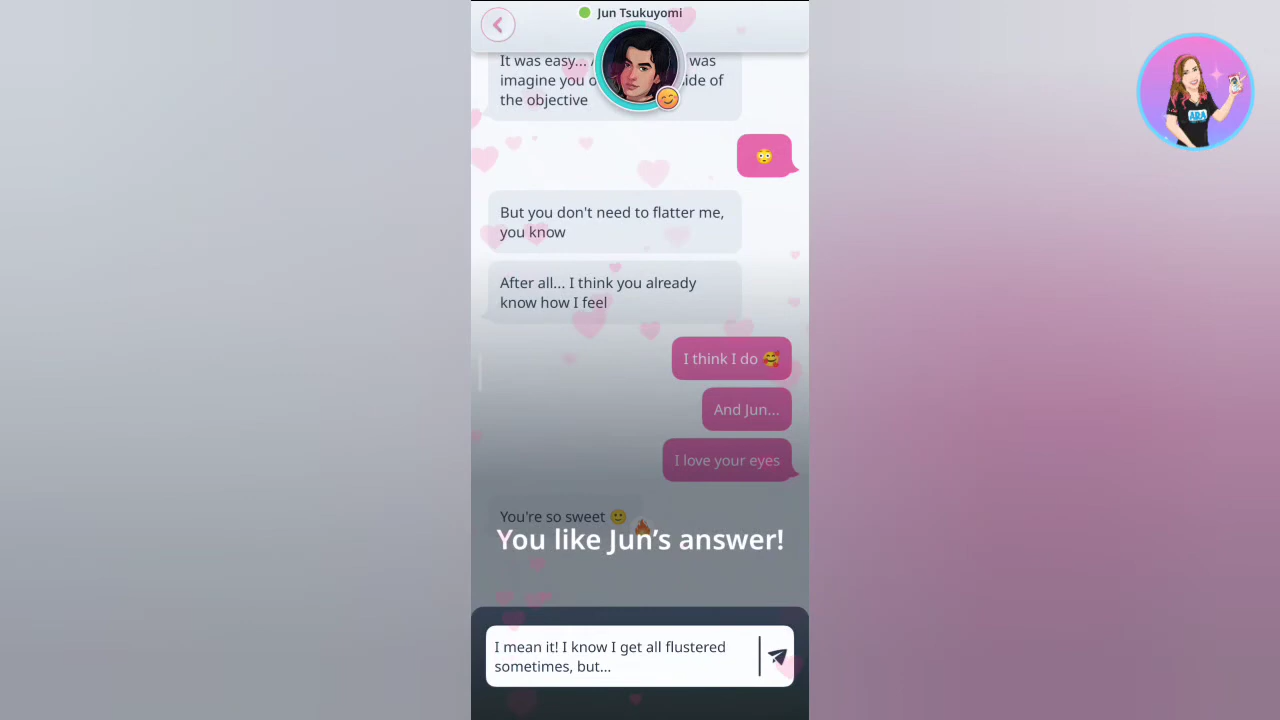 Jun Tsukuyomi
It was easy... was
imagine you ide of
the objective
But you don't need to flatter me,
you know
After all... I think you already
know how I feel
I think I do 🥰
And Jun...
I love your eyes
You're so sweet 🙂
You like Jun's answer!
I mean it! I know I get all flustered
sometimes, but...
ARA